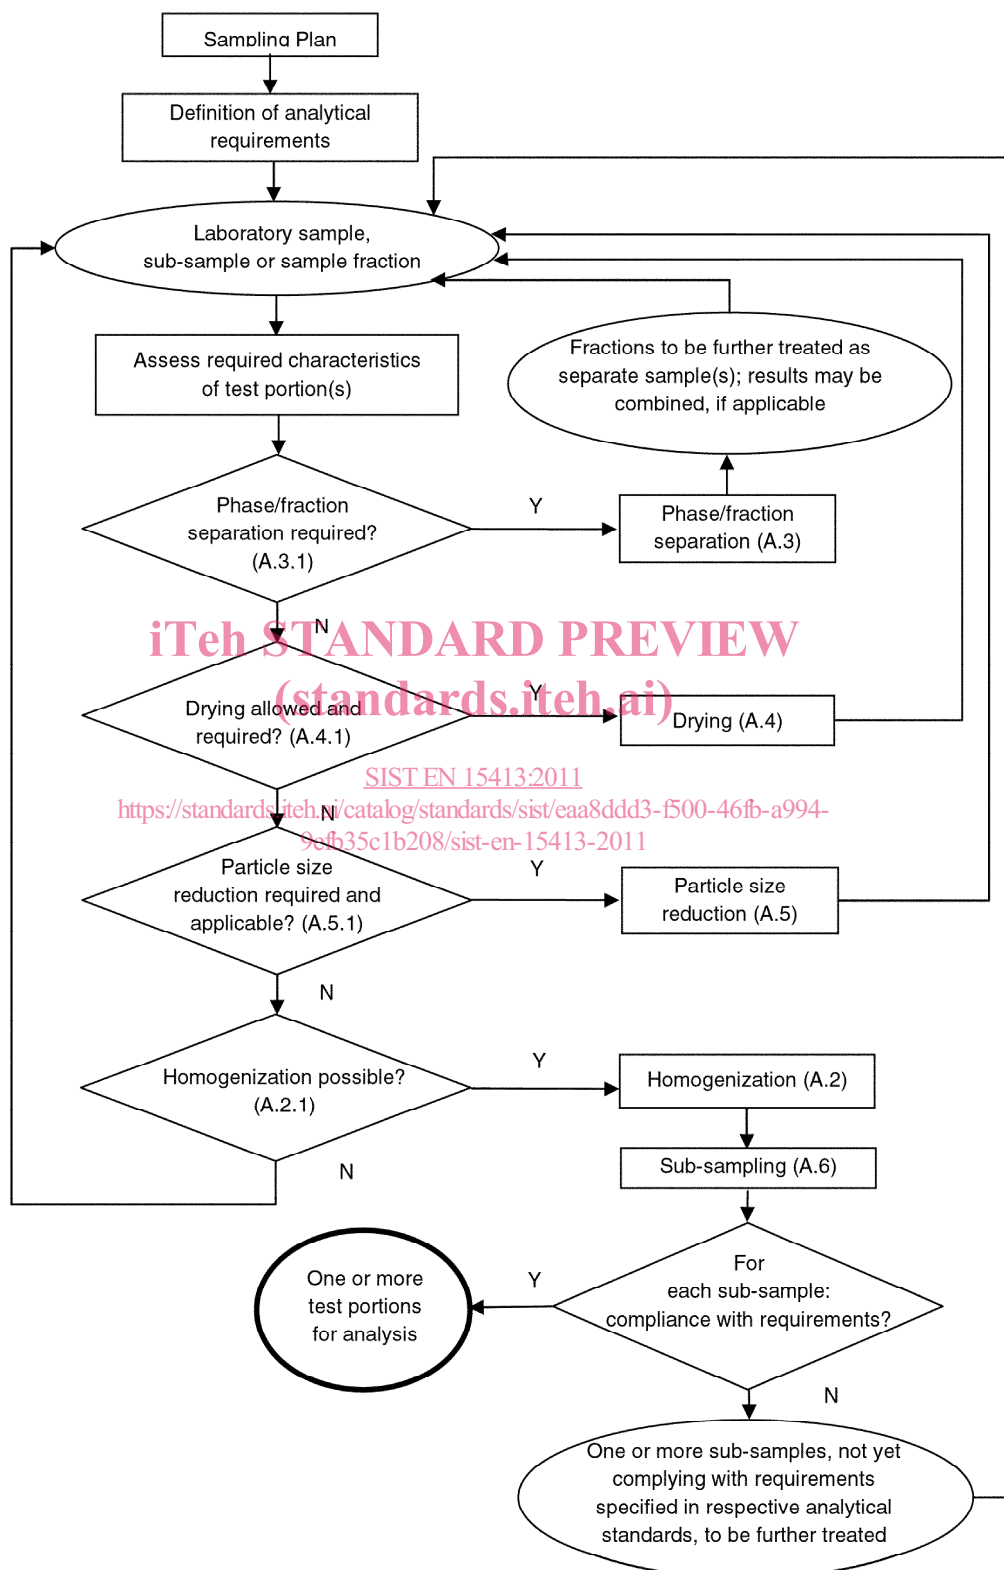 Sampling Plan
Definition of analytical
requirements
Laboratory sample,
sub-sample or sample fraction
Assess required characteristics
of test portion(s)
Fractions to be further treated as
separate sample(s); results may be
combined, if applicable
Phase/fraction
separation required?
(A.3.1)
Y
Phase/fraction
separation (A.3)
N
iTeh STANDARD PREVIEW
(standards.iteh.ai)
Drying allowed and
required? (A.4.1)
Y
Drying (A.4)
SIST EN 15413:2011
https://standards.iteh.ai/catalog/standards/sist/eaa8ddd3-f500-46fb-a994-
9efb35c1b208/sist-en-15413-2011
N
Particle size
reduction required and
applicable? (A.5.1)
Y
Particle size
reduction (A.5)
N
Homogenization possible?
(A.2.1)
Y
Homogenization (A.2)
N
Sub-sampling (A.6)
For
each sub-sample:
compliance with requirements?
Y
One or more
test portions
for analysis
N
One or more sub-samples, not yet
complying with requirements
specified in respective analytical
standards, to be further treated